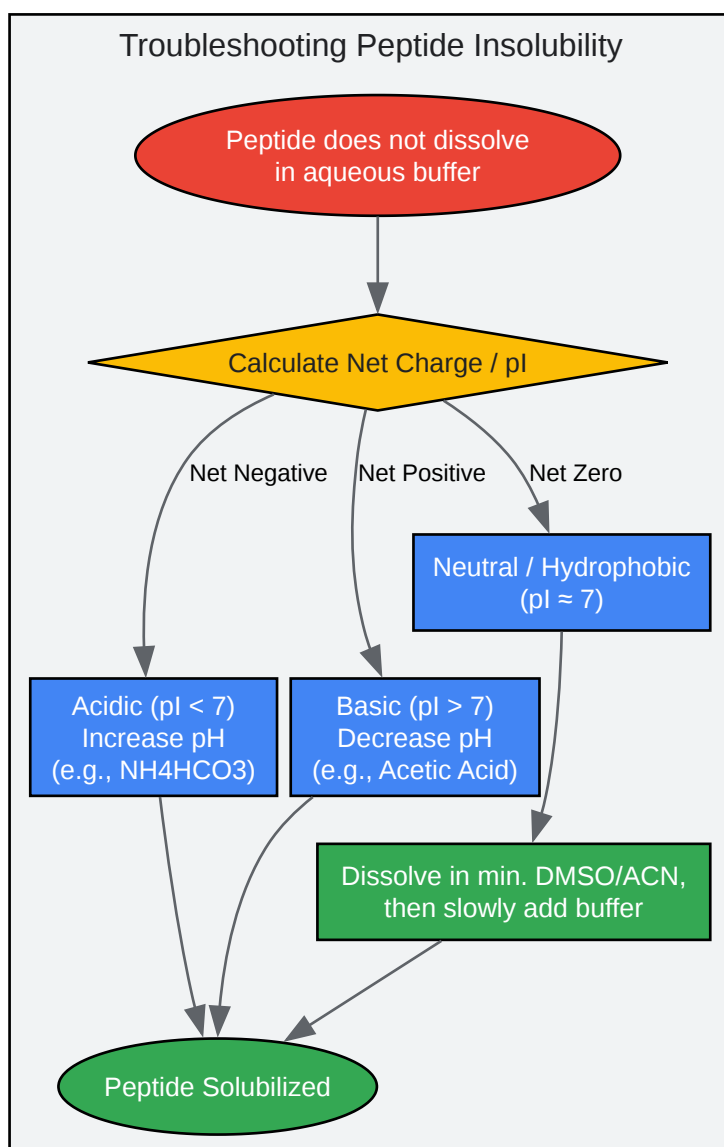 Troubleshooting Peptide Insolubility
Peptide does not dissolve
in aqueous buffer
Calculate Net Charge / pI
Net Negative
Net Positive
Net Zero
Neutral / Hydrophobic
(pI ≈ 7)
Acidic (pI < 7)
Increase pH
(e.g., NH4HCO3)
Basic (pI > 7)
Decrease pH
(e.g., Acetic Acid)
Dissolve in min. DMSO/ACN,
then slowly add buffer
Peptide Solubilized